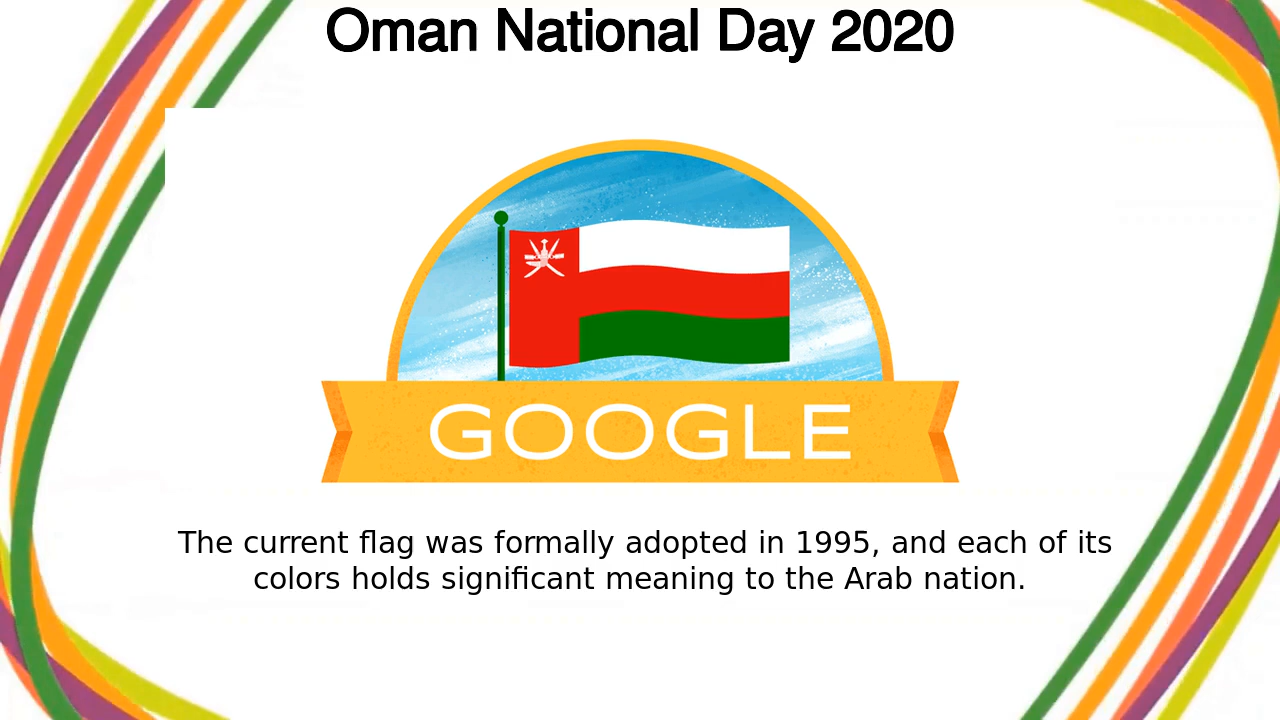 Oman National Day 2020
GOOGLE
The current flag was formally adopted in 1995, and each of its
colors holds significant meaning to the Arab nation.